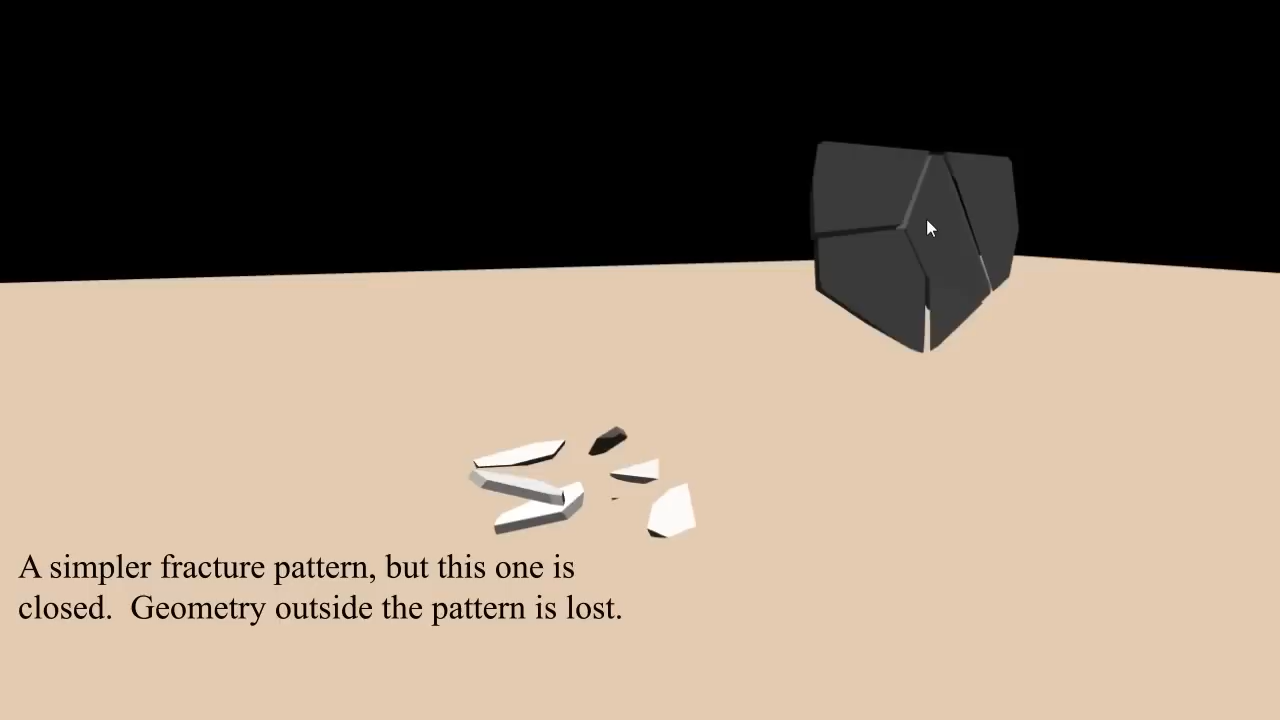 A simpler fracture pattern, but this one is
closed.  Geometry outside the pattern is lost.